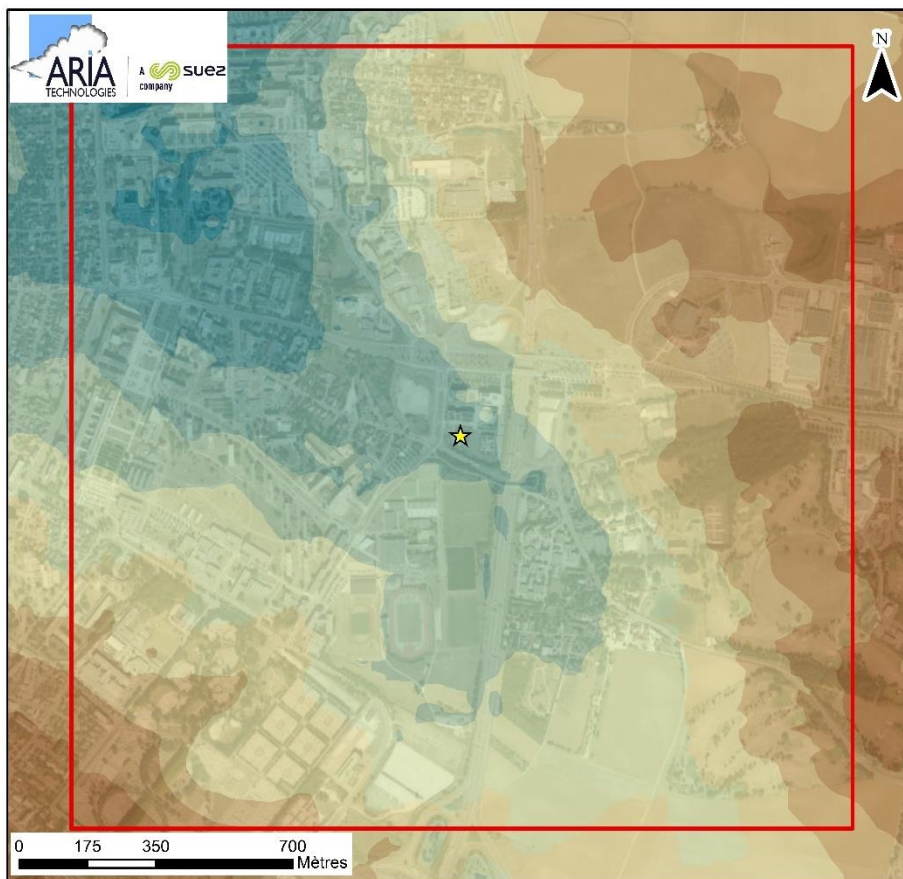 ARIA
TECHNOLOGIES
A SUEZ
company
N
0 175 350 700
Mètres